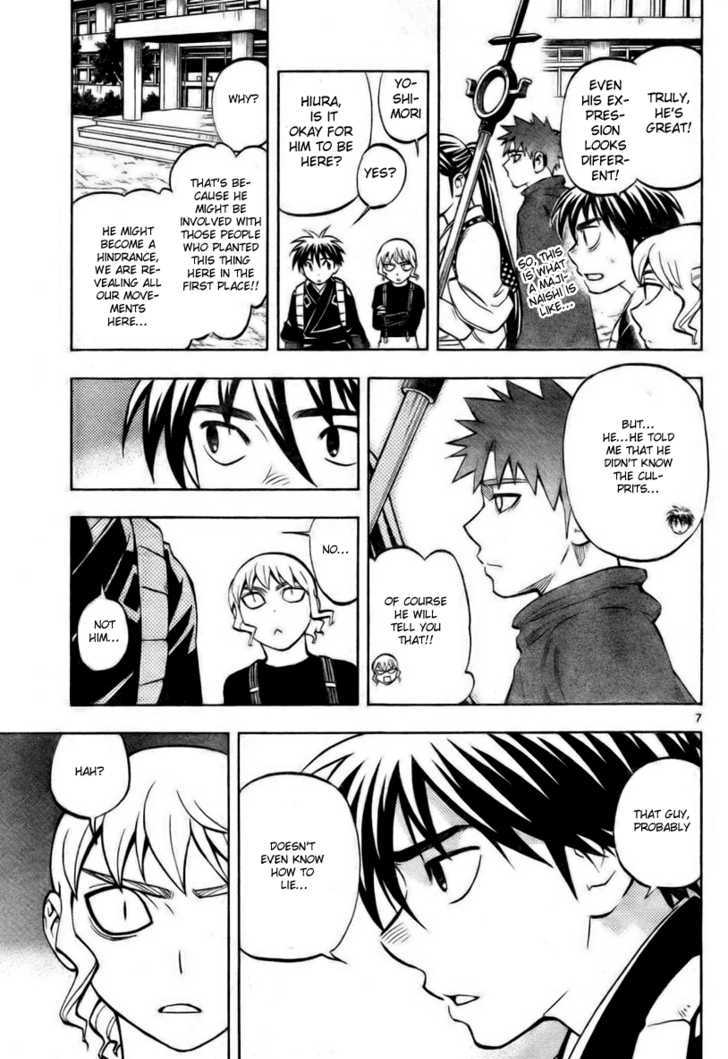 TRULY,
HE'S
GREAT!
EVEN
HIS EX-
PRES-
SION
LOOKS
DIFFER-
ENT!
SO, THIS
IS WHAT
A MAJI-
NAISHI IS
LIKE...
YO-
SHI-
MORI
YES?
HIURA,
IS IT
OKAY FOR
HIM TO BE
HERE?
WHY?
THAT'S BE-
CAUSE HE
MIGHT BE
INVOLVED WITH
THOSE PEOPLE
WHO PLANTED
THIS THING
HERE IN
THE FIRST
PLACE!!
HE MIGHT
BECOME A
HINDRANCE,
WE ARE RE-
VEALING ALL
OUR MOVE-
MENTS
HERE...
BUT...
HE...HE TOLD
ME THAT HE
DIDN'T KNOW
THE CUL-
PRITS...
OF COURSE
HE WILL
TELL YOU
THAT!!
NO...
NOT
HIM...
7
THAT GUY,
PROBABLY
DOESN'T
EVEN KNOW
HOW TO
LIE...
HAH?